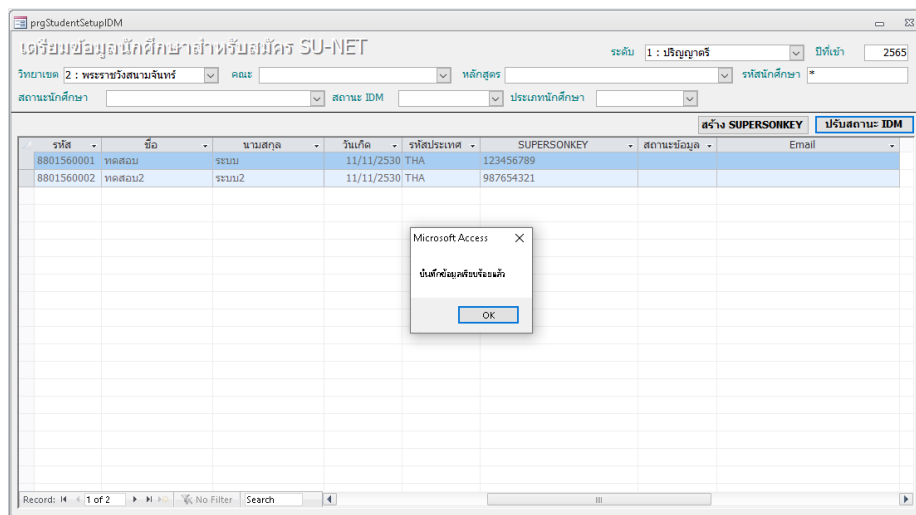 prgStudentSetupIDM
เตรียมข้อมูลนักศึกษาสำหรับสมัคร SU-NET
ระดับ 1 : ปริญญาตรี ปีที่เข้า 2565
วิทยาเขต 2 : พระราชวังสนามจันทร์ คณะ หลักสูตร รหัสนักศึกษา *
สถานะนักศึกษา สถานะ IDM ประเภทนักศึกษา
สร้าง SUPERSONKEY ปรับสถานะ IDM
รหัส ชื่อ นามสกุล วันเกิด รหัสประเทศ SUPERSONKEY สถานะข้อมูล Email
8801560001 ทดสอบ ระบบ 11/11/2530 THA 123456789
8801560002 ทดสอบ2 ระบบ2 11/11/2530 THA 987654321
Microsoft Access
บันทึกข้อมูลเรียบร้อยแล้ว
OK
Record: 1 of 2 No Filter Search